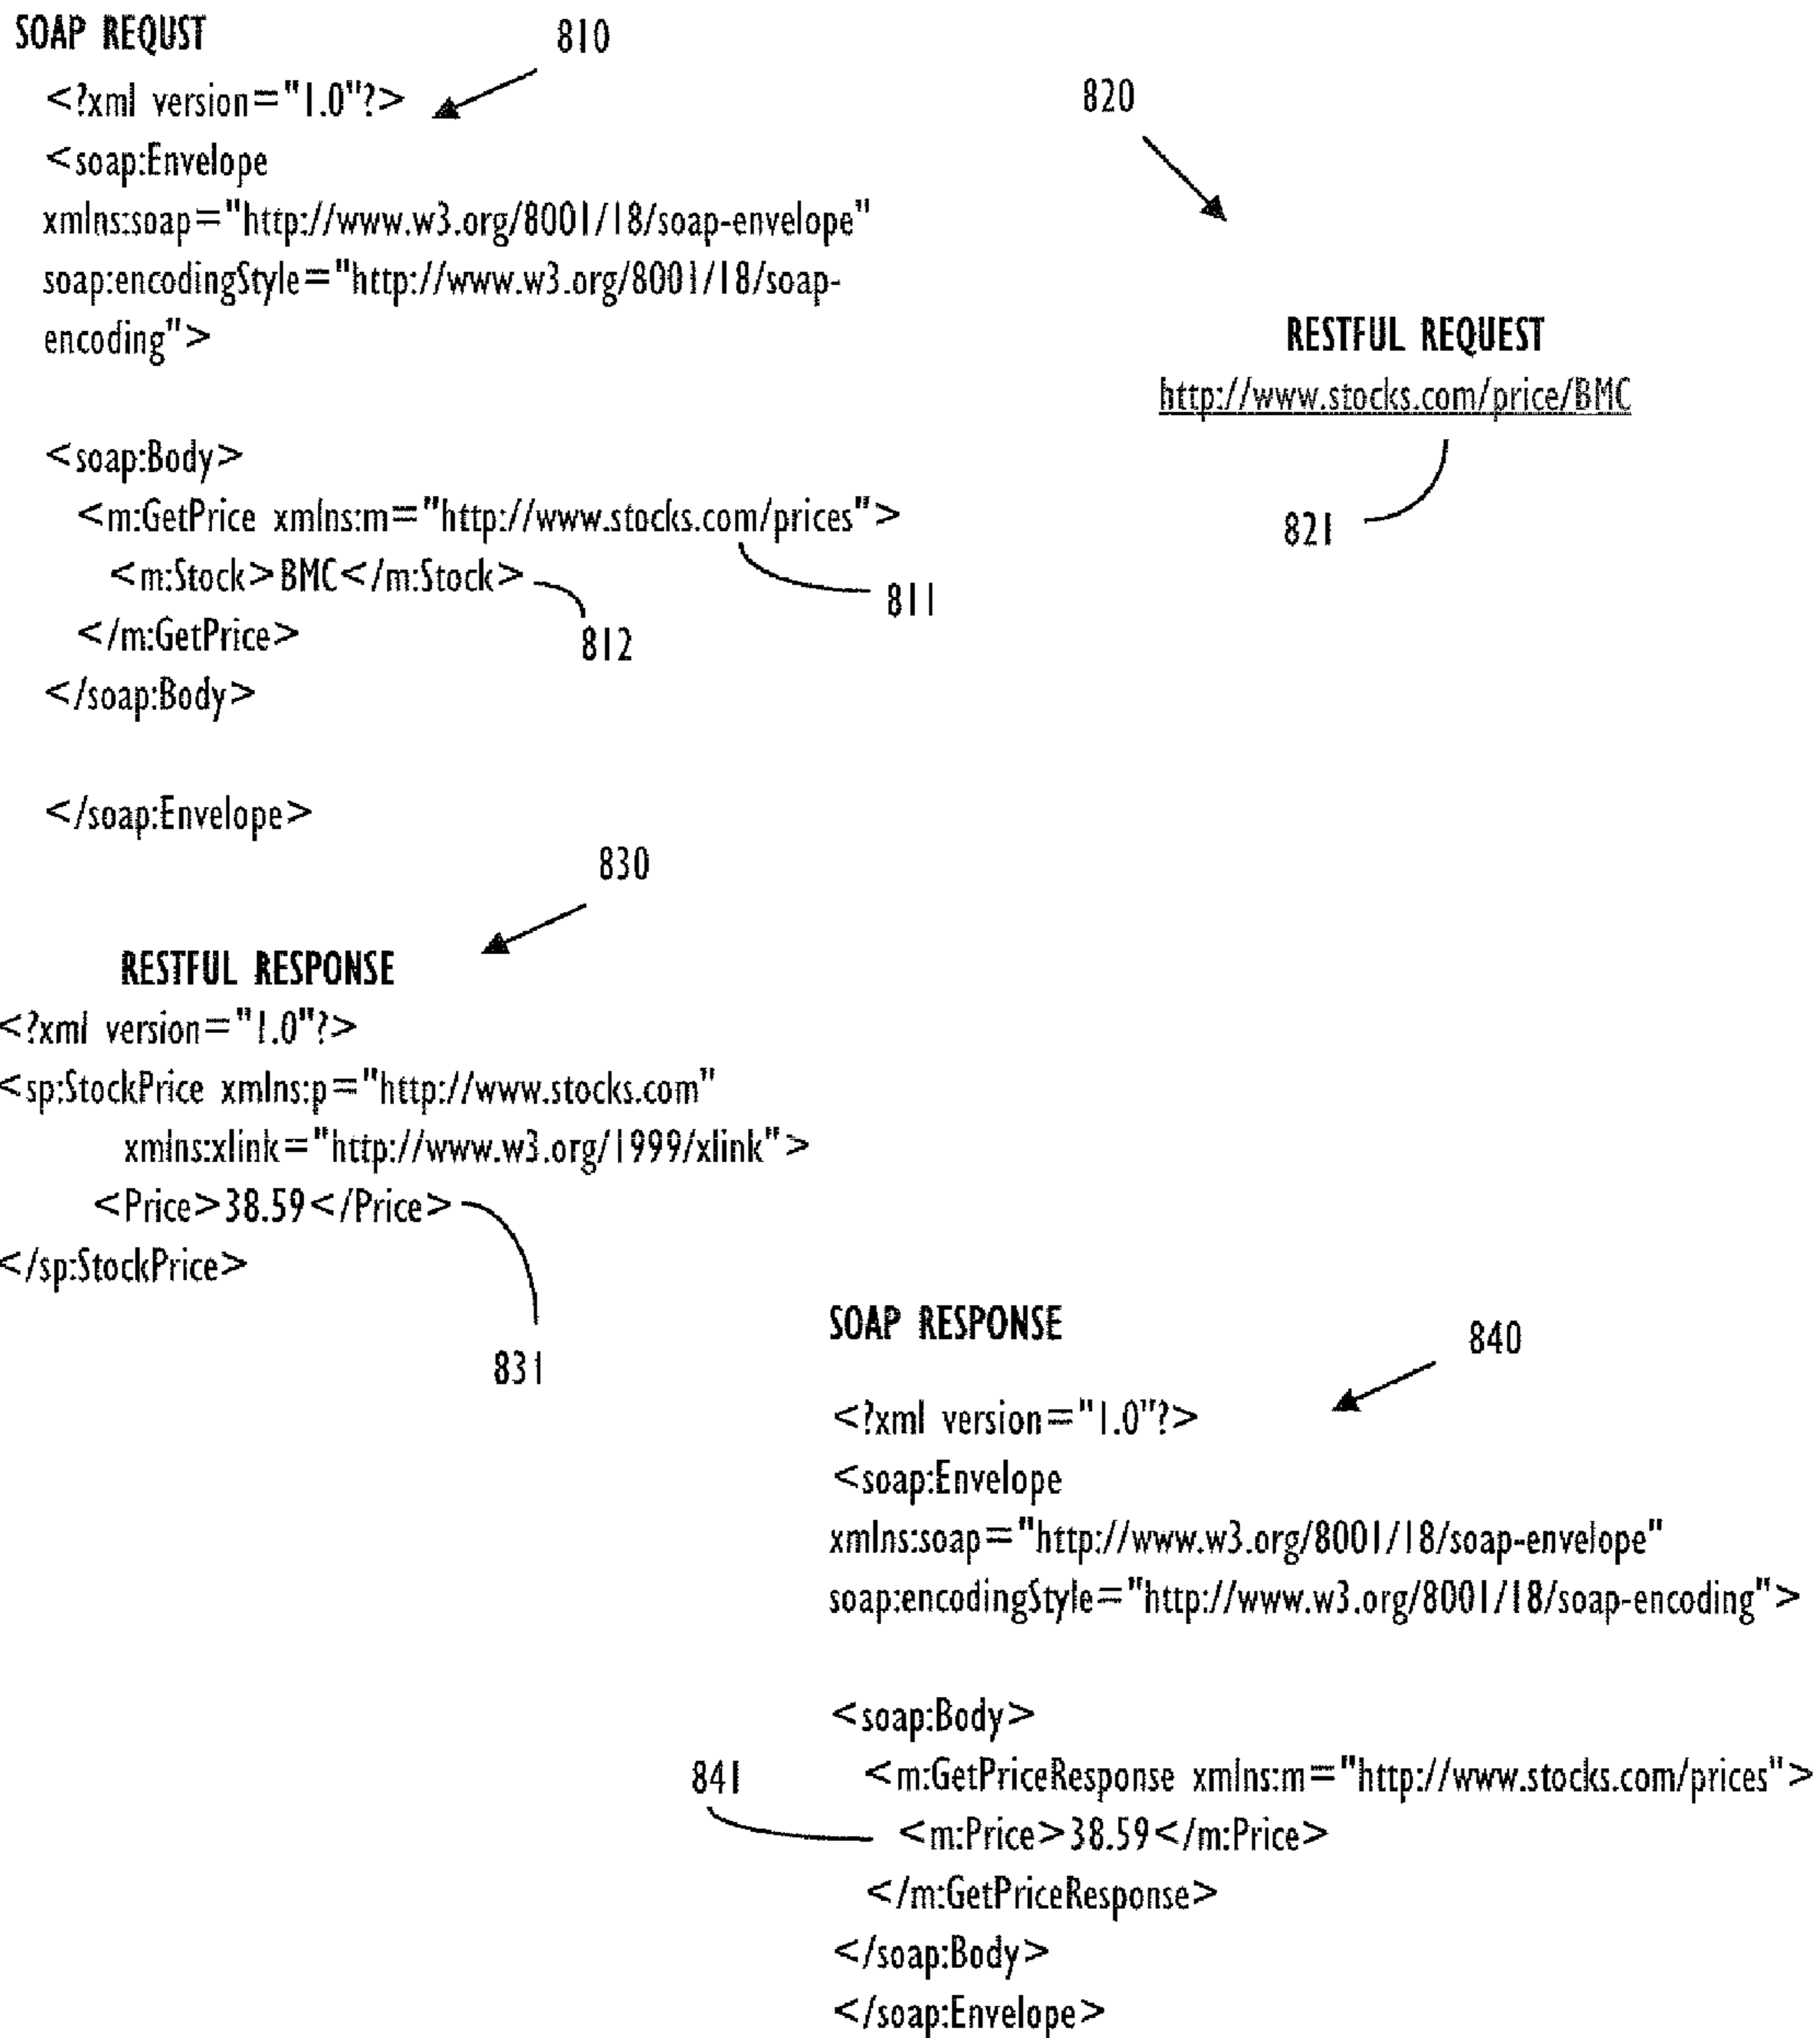 SOAP REQUST
810
<?xml version="1.0"?>
<soap:Envelope
xmlns:soap="http://www.w3.org/8001/18/soap-envelope"
soap:encodingStyle="http://www.w3.org/8001/18/soap-
encoding">
<soap:Body>
<m:GetPrice xmlns:m="http://www.stocks.com/prices">
<m:Stock>BMC</m:Stock>
811
</m:GetPrice>
812
</soap:Body>
</soap:Envelope>
820
RESTFUL REQUEST
http://www.stocks.com/price/BMC
821
830
RESTFUL RESPONSE
<?xml version="1.0"?>
<sp:StockPrice xmlns:p="http://www.stocks.com"
xmlns:xlink="http://www.w3.org/1999/xlink">
<Price>38.59</Price>
</sp:StockPrice>
831
SOAP RESPONSE
840
<?xml version="1.0"?>
<soap:Envelope
xmlns:soap="http://www.w3.org/8001/18/soap-envelope"
soap:encodingStyle="http://www.w3.org/8001/18/soap-encoding">
<soap:Body>
841
<m:GetPriceResponse xmlns:m="http://www.stocks.com/prices">
<m:Price>38.59</m:Price>
</m:GetPriceResponse>
</soap:Body>
</soap:Envelope>